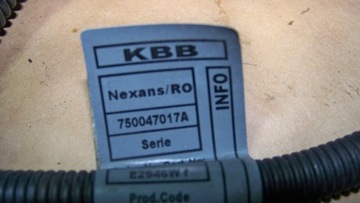 KBB
Nexans/RO
INFO
750047017A
Serie
Prod.Code